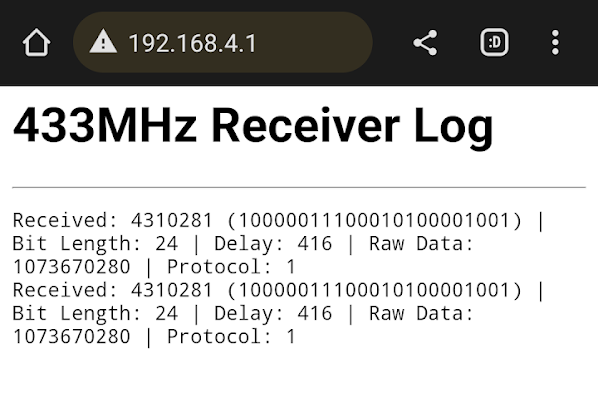 192.168.4.1
:D
433MHz Receiver Log
Received: 4310281 (10000011100010100001001) |
Bit Length: 24 | Delay: 416 | Raw Data:
1073670280 | Protocol: 1
Received: 4310281 (10000011100010100001001) |
Bit Length: 24 | Delay: 416 | Raw Data:
1073670280 | Protocol: 1